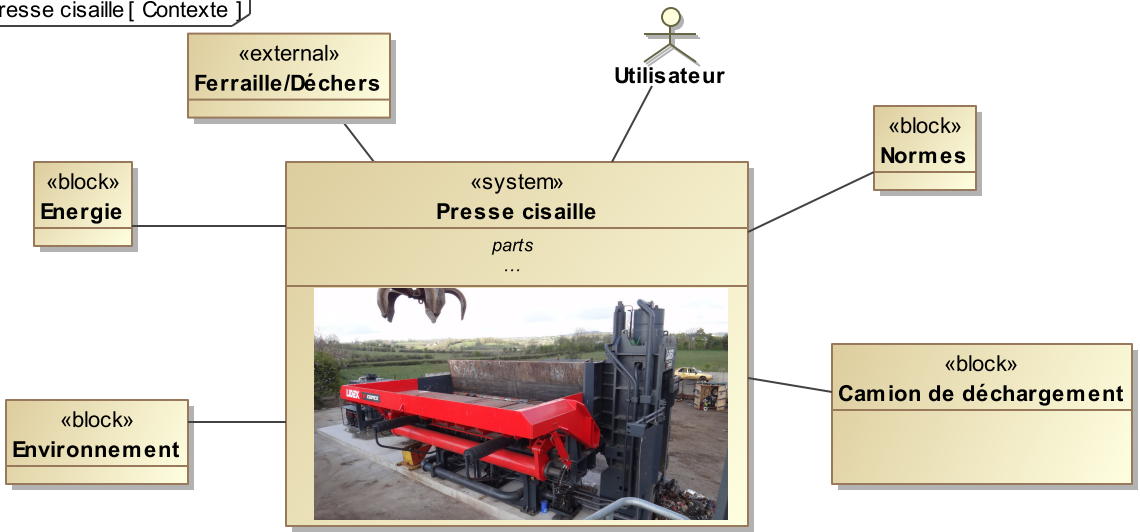 resse cisaille [ Contexte ]
«external»
Ferraille/Déchers
Utilisateur
«block»
Normes
«block»
Energie
«system»
Presse cisaille
parts
...
LIDEX
«block»
Camion de déchargement
«block»
Environnement